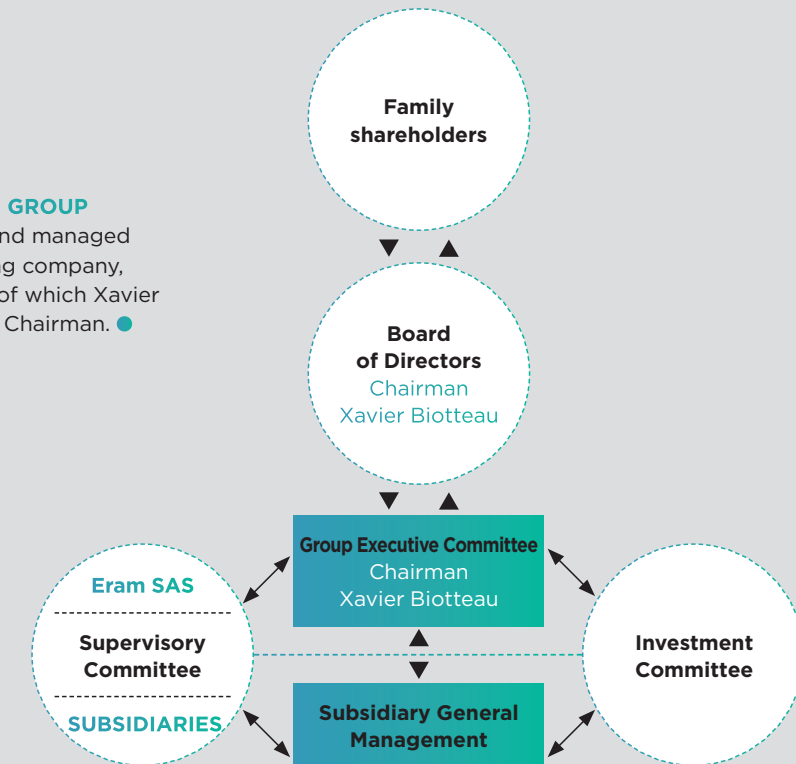 Family
shareholders
GROUP
nd managed
g company,
of which Xavier
Chairman.
Board
of Directors
Chairman
Xavier Biotteau
Group Executive Committee
Chairman
Xavier Biotteau
Eram SAS
Supervisory
Committee
SUBSIDIARIES
Investment
Committee
Subsidiary General
Management